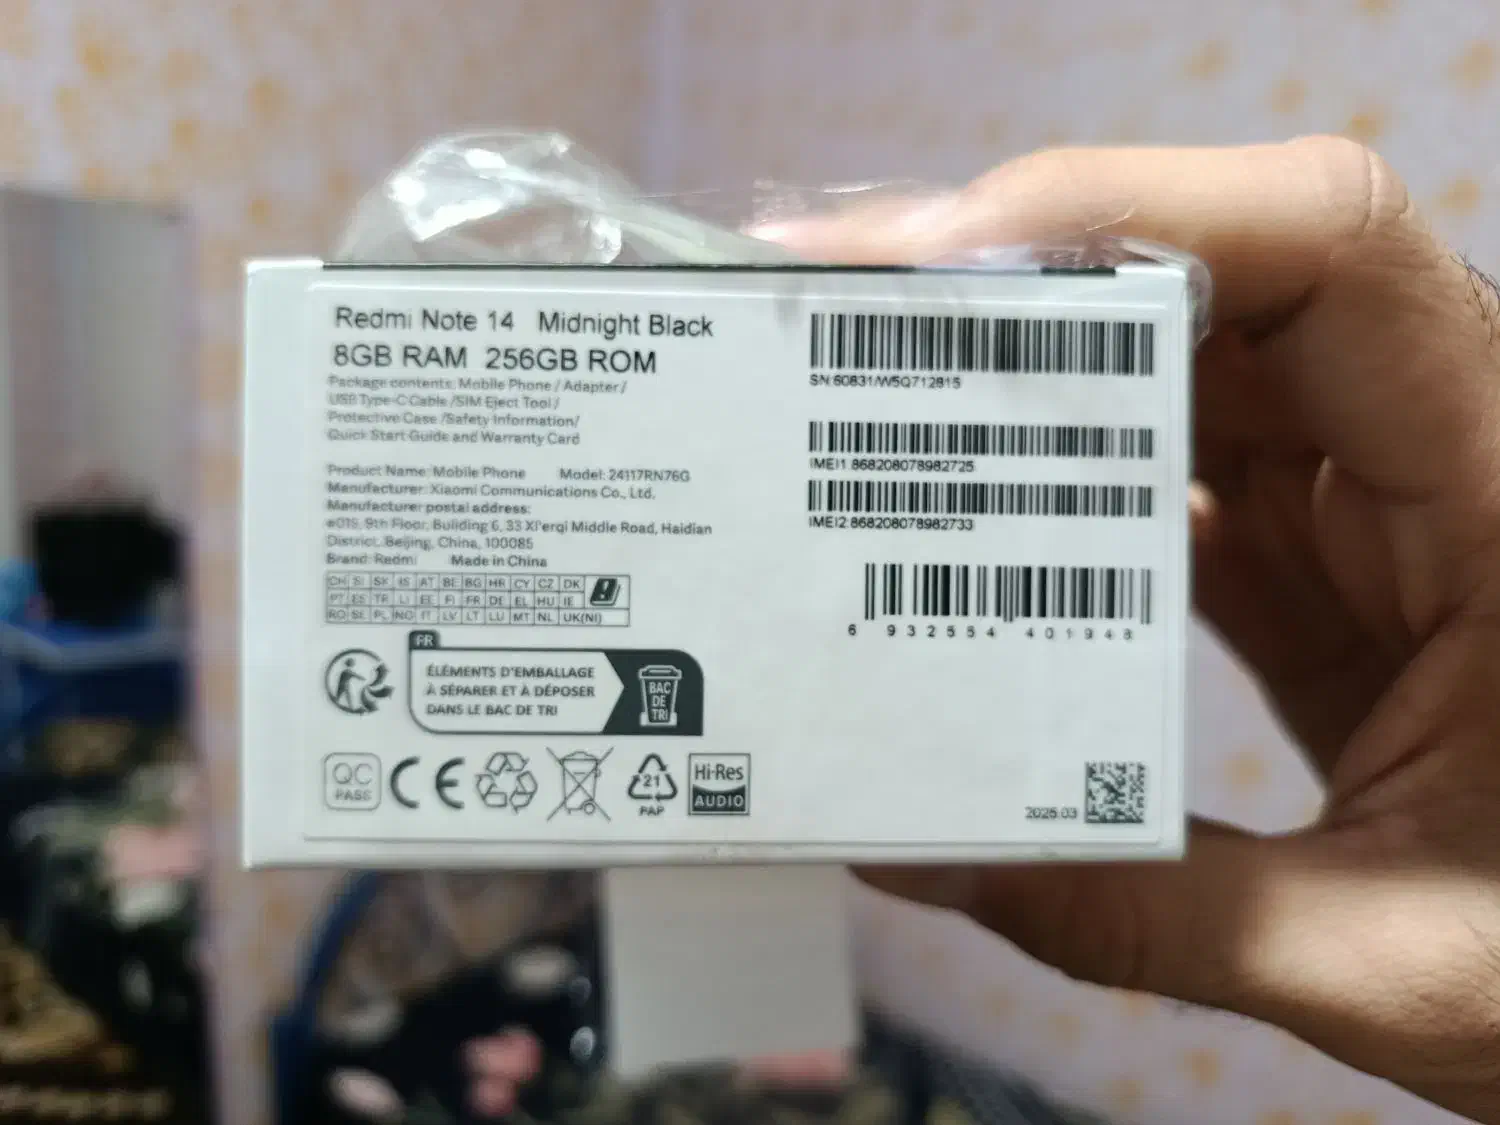 Redmi Note 14 Midnight Black
8GB RAM 256GB ROM
Package contents: Mobile Phone / Adapter /
USB Type-C Cable /SIM Eject Tool /
Protective Case /Safety Information/
Quick Start Guide and Warranty Card
Product Name: Mobile Phone Model: 24117RN76G
Manufacturer: Xiaomi Communications Co., Ltd.
Manufacturer postal address:
#019, 9th Floor, Building 6, 33 Xi'erqi Middle Road, Haidian
District, Beijing, China, 100085
Brand: Redmi Made in China
CH SI SK IS AT BE BG HR CY CZ DK
PT ES TR LI EE FI FR DE EL HU IE
RO SE PL NO IT LV LT LU MT NL UK(NI)
FR
ÉLÉMENTS D'EMBALLAGE
À SÉPARER ET À DÉPOSER
DANS LE BAC DE TRI
BAC
DE
TRI
QC
PASS
CE
21
PAP
Hi-Res
AUDIO
SN:60831/W5Q712815
IMEI1:868208078982725
IMEI2:868208078982733
6 932554 401948
2025.03